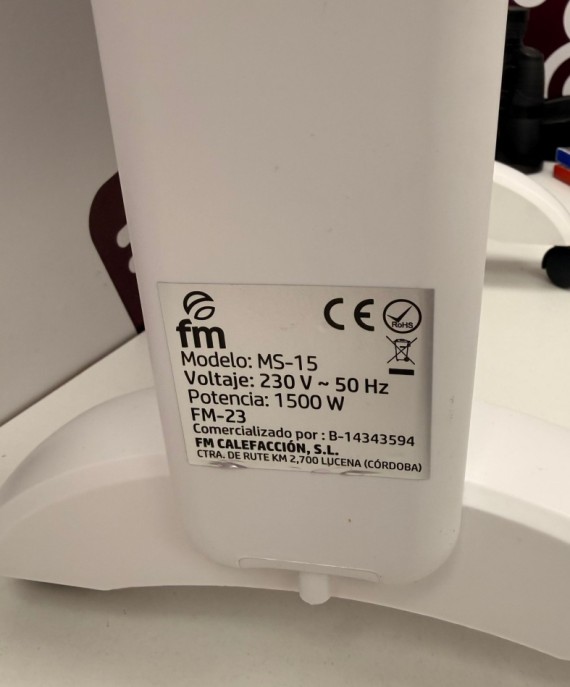 fm
CE
RoHS
Modelo: MS-15
Voltaje: 230 V ~ 50 Hz
Potencia: 1500 W
FM-23
Comercializado por : B-14343594
FM CALEFACCIÓN, S.L.
CTRA. DE RUTE KM 2,700 LUCENA (CÓRDOBA)